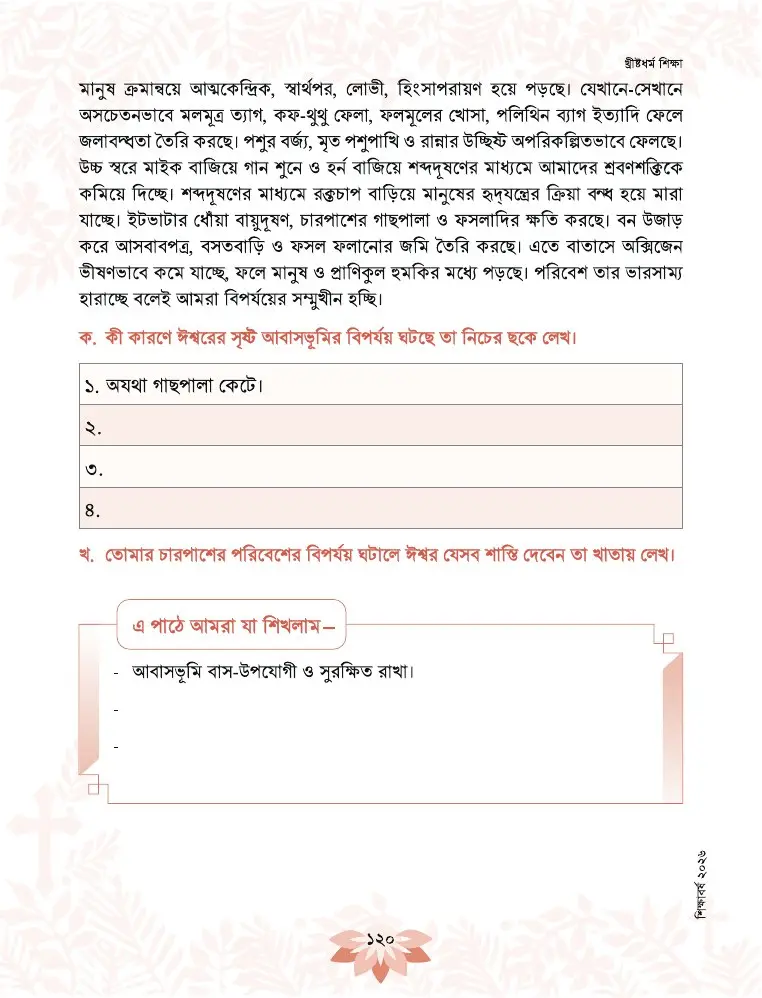 খ্রীষ্টধর্ম শিক্ষা
মানুষ ক্রমান্বয়ে আত্মকেন্দ্রিক, স্বার্থপর, লোভী, হিংসাপরায়ণ হয়ে পড়ছে। যেখানে-সেখানে
অসচেতনভাবে মলমূত্র ত্যাগ, কফ-থুথু ফেলা, ফলমূলের খোসা, পলিথিন ব্যাগ ইত্যাদি ফেলে
জলাবদ্ধতা তৈরি করছে। পশুর বর্জ্য, মৃত পশুপাখি ও রান্নার উচ্ছিষ্ট অপরিকল্পিতভাবে ফেলছে।
উচ্চ স্বরে মাইক বাজিয়ে গান শুনে ও হর্ন বাজিয়ে শব্দদূষণের মাধ্যমে আমাদের শ্রবণশক্তিকে
কমিয়ে দিচ্ছে। শব্দদূষণের মাধ্যমে রক্তচাপ বাড়িয়ে মানুষের হৃদ্‌যন্ত্রের ক্রিয়া বন্ধ হয়ে মারা
যাচ্ছে। ইটভাটার ধোঁয়া বায়ুদূষণ, চারপাশের গাছপালা ও ফসলাদির ক্ষতি করছে। বন উজাড়
করে আসবাবপত্র, বসতবাড়ি ও ফসল ফলানোর জমি তৈরি করছে। এতে বাতাসে অক্সিজেন
ভীষণভাবে কমে যাচ্ছে, ফলে মানুষ ও প্রাণিকুল হুমকির মধ্যে পড়ছে। পরিবেশ তার ভারসাম্য
হারাচ্ছে বলেই আমরা বিপর্যয়ের সম্মুখীন হচ্ছি।
ক. কী কারণে ঈশ্বরের সৃষ্ট আবাসভূমির বিপর্যয় ঘটছে তা নিচের ছকে লেখ।
১. অযথা গাছপালা কেটে।
২.
৩.
৪.
খ. তোমার চারপাশের পরিবেশের বিপর্যয় ঘটালে ঈশ্বর যেসব শাস্তি দেবেন তা খাতায় লেখ।
এ পাঠে আমরা যা শিখলাম–
- আবাসভূমি বাস-উপযোগী ও সুরক্ষিত রাখা।
-
-
শিক্ষাবর্ষ ২০২৬
১২০